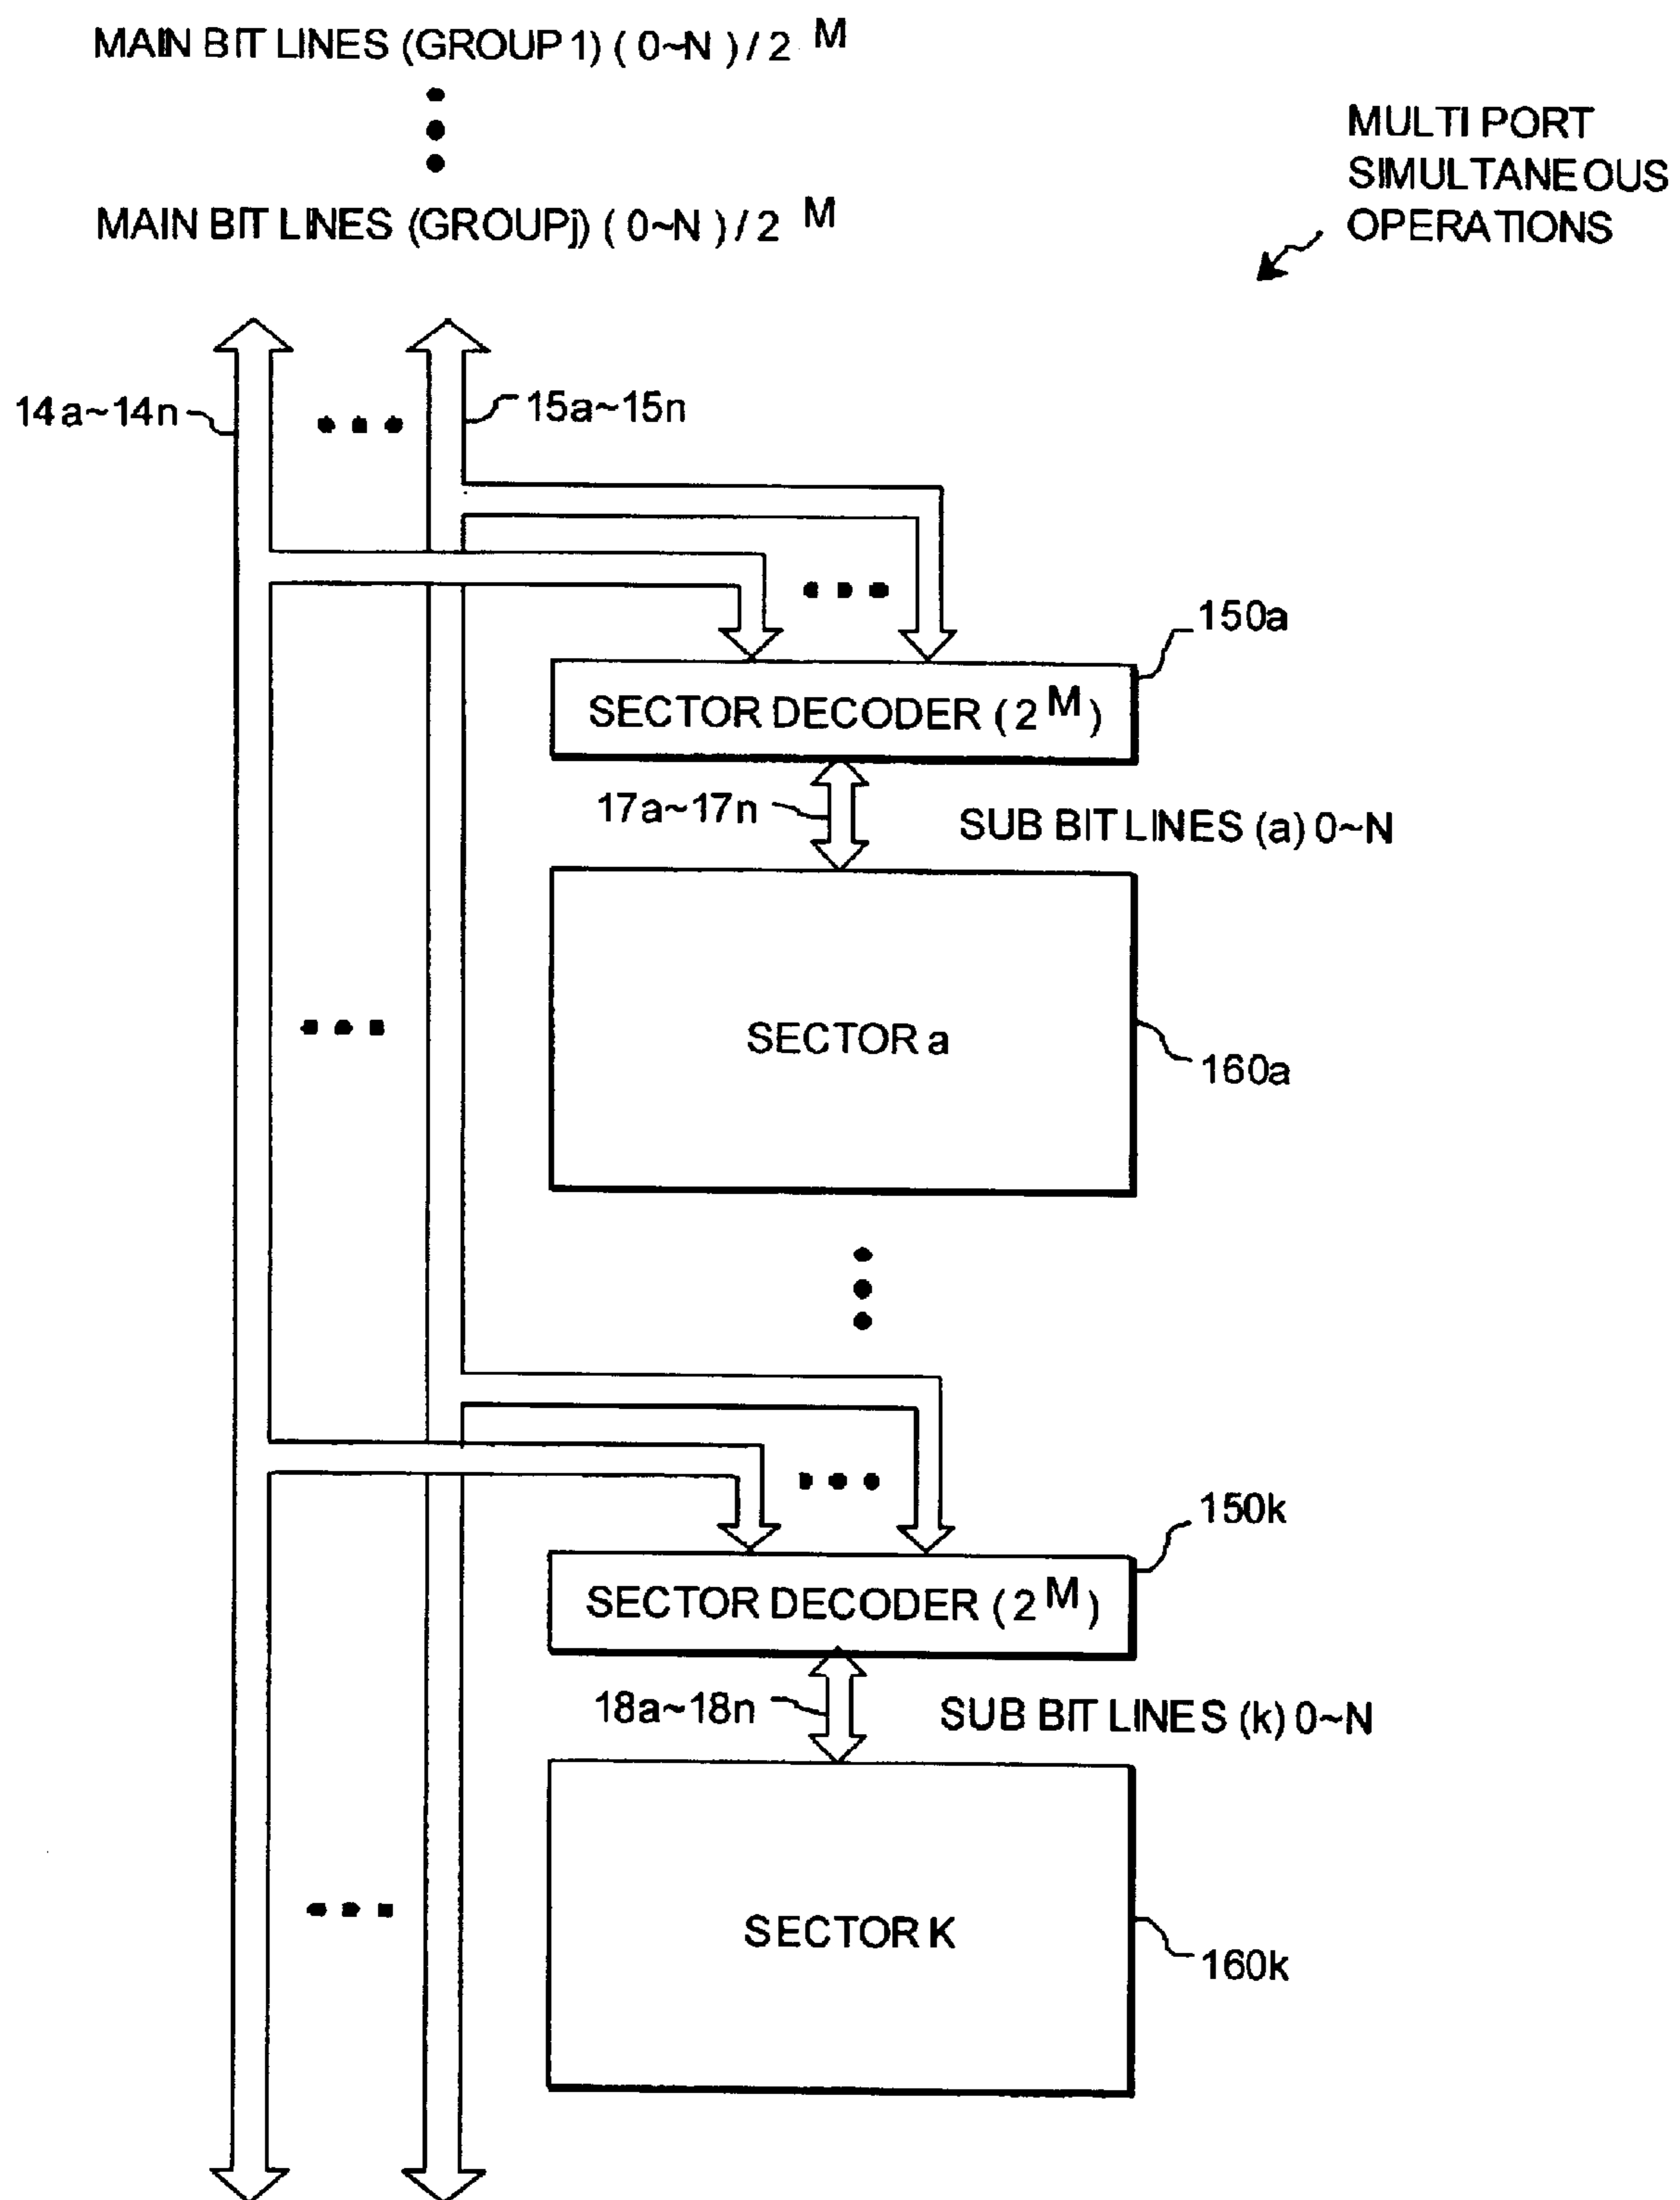 MAIN BIT LINES (GROUP 1) ( 0~N ) / 2 M
MAIN BIT LINES (GROUPj) ( 0~N ) / 2 M
MULTI PORT
SIMULTANEOUS
OPERATIONS
14a~14n
15a~15n
150a
SECTOR DECODER ( 2 M )
17a~17n
SUB BIT LINES (a) 0~N
SECTOR a
160a
150k
SECTOR DECODER ( 2 M )
18a~18n
SUB BIT LINES (k) 0~N
SECTOR K
160k